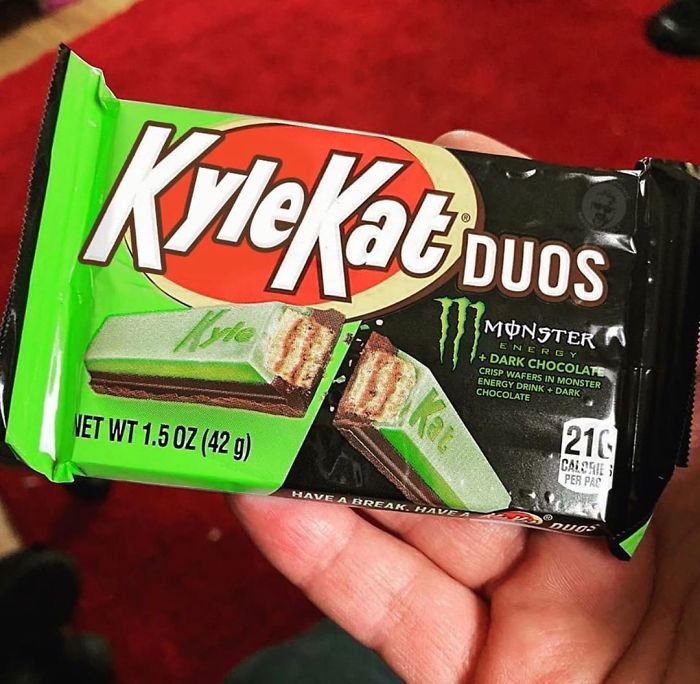 KyleKat® DUOS
MONSTER
ENERGY
+ DARK CHOCOLATE
CRISP WAFERS IN MONSTER
ENERGY DRINK + DARK
CHOCOLATE
Kyle
Kat
NET WT 1.5 OZ (42 g)
CALORIES
PER PAC
HAVE A BREAK. HAVE A
® DUOS